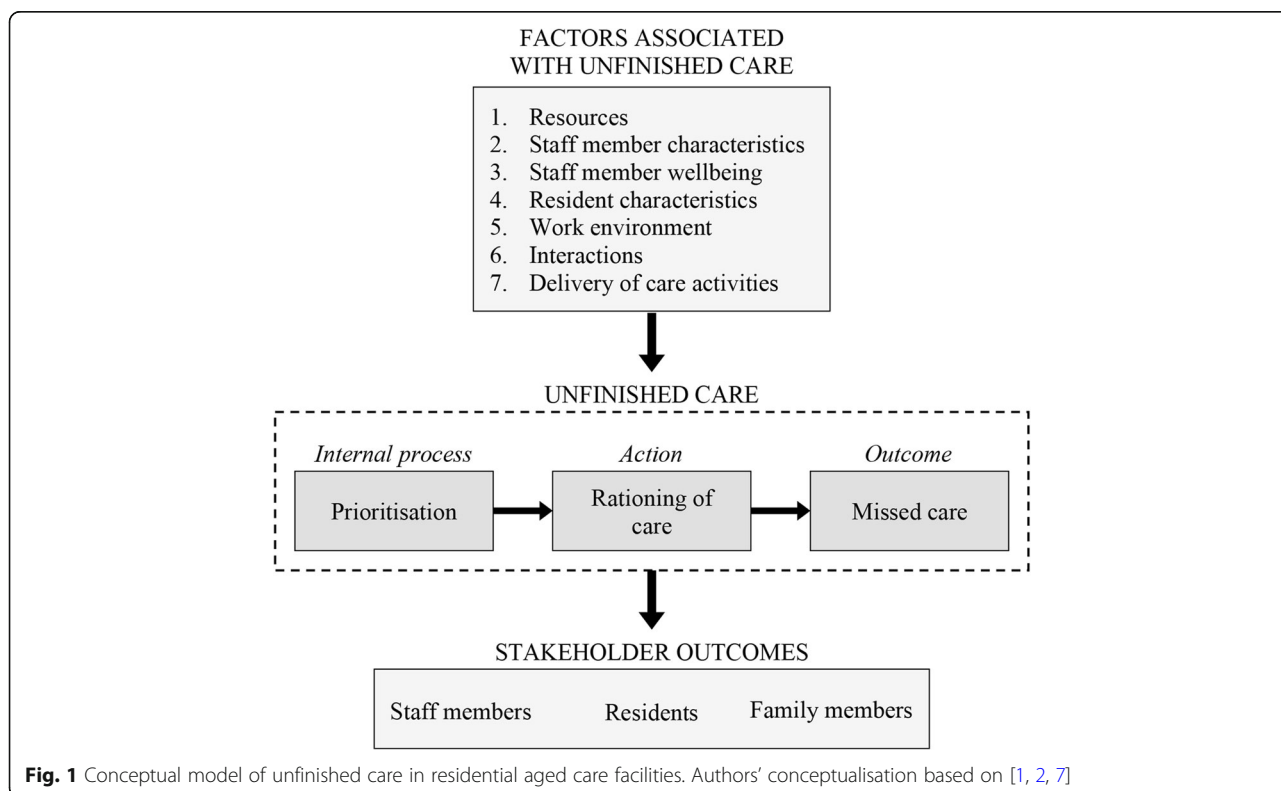 FACTORS ASSOCIATED
WITH UNFINISHED CARE
1. Resources
2. Staff member characteristics
3. Staff member wellbeing
4. Resident characteristics
5. Work environment
6. Interactions
7. Delivery of care activities
UNFINISHED CARE
Internal process Action Outcome
Prioritisation
Rationing of
care
Missed care
STAKEHOLDER OUTCOMES
Staff members Residents Family members
Fig. 1 Conceptual model of unfinished care in residential aged care facilities. Authors’ conceptualisation based on [1, 2, 7]